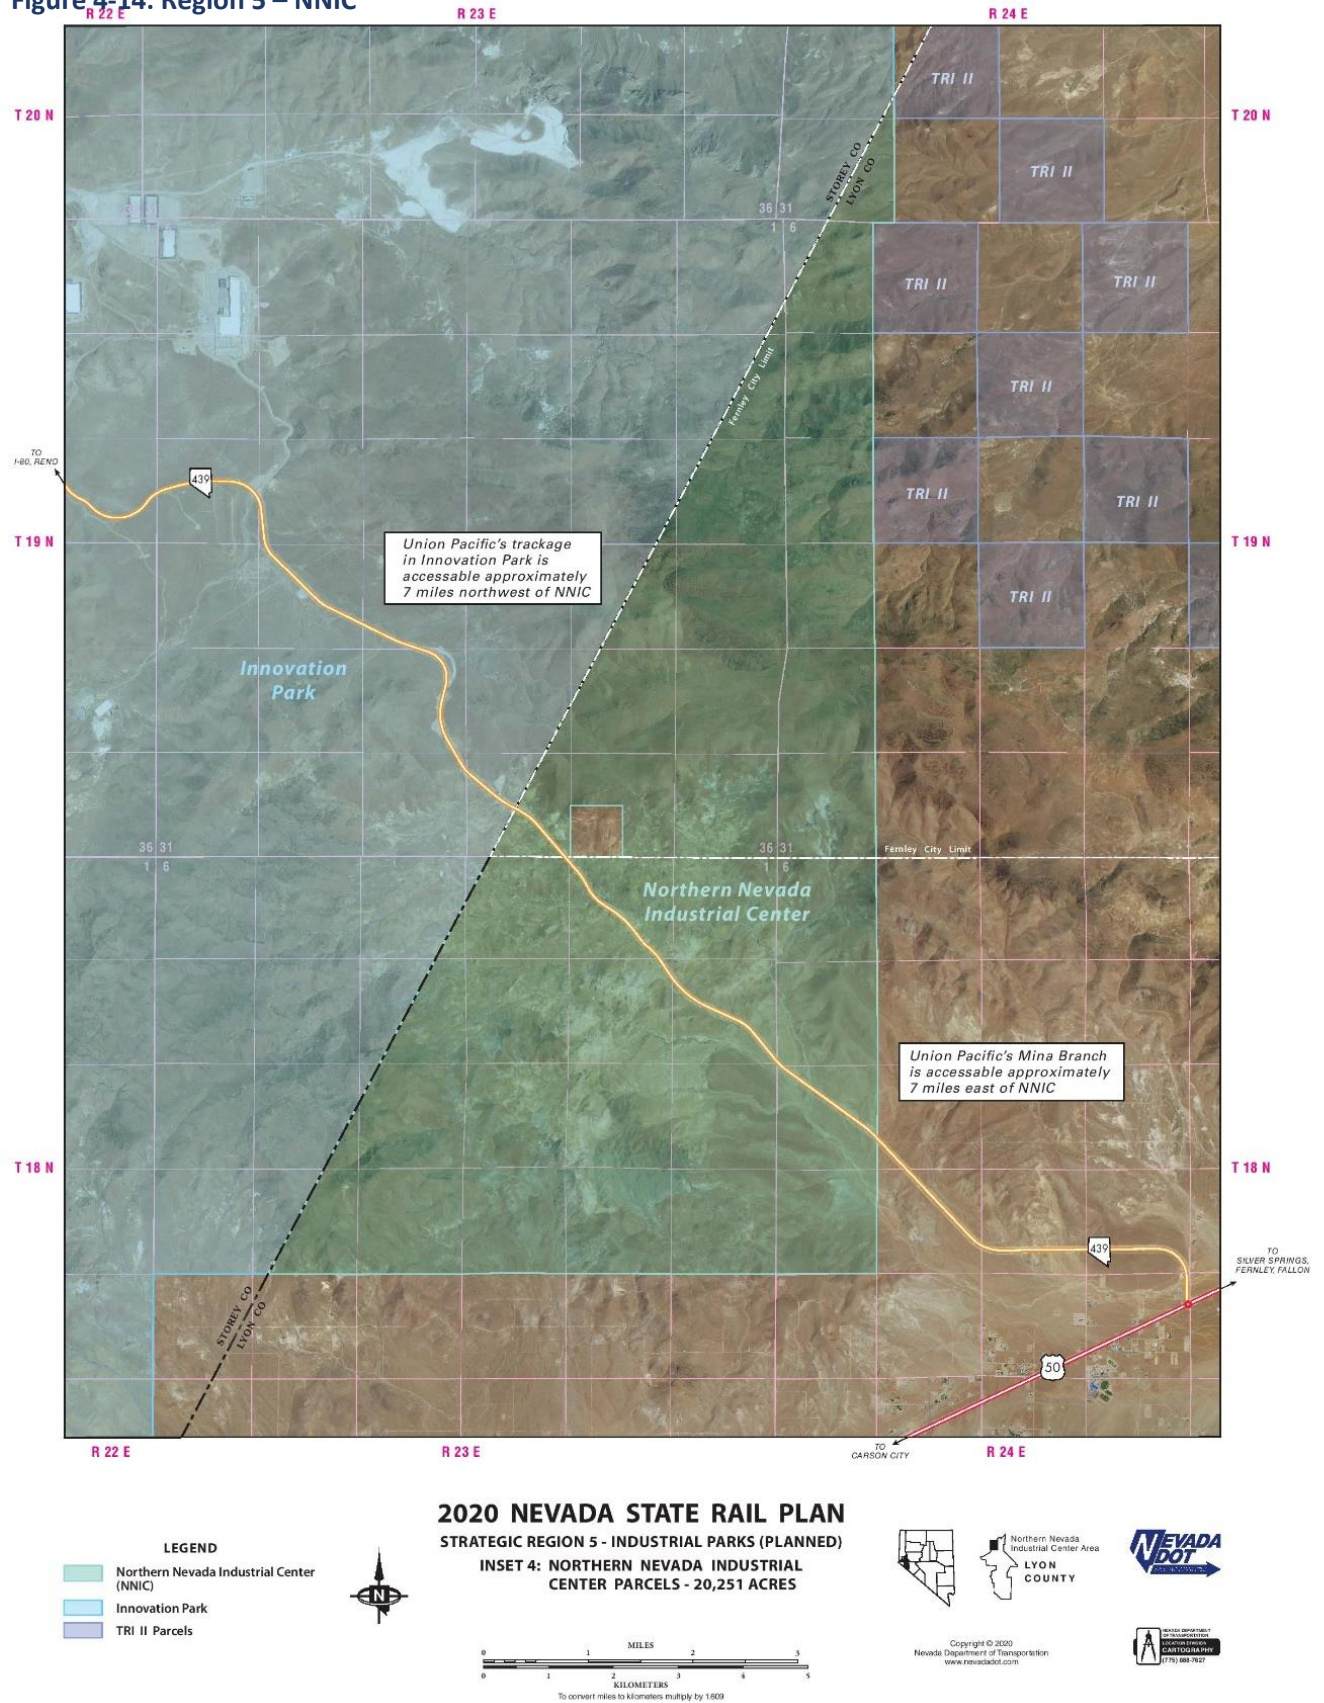 Figure 4-14: Region 5 – NNIC
R 22 E
R 23 E
R 24 E
T 20 N
T 20 N
TRI II
TRI II
STOREY CO
LYON CO
36 31
1 6
TRI II
TRI II
Fernley City Limit
TRI II
TO
I-80, RENO
439
TRI II
TRI II
T 19 N
T 19 N
Union Pacific's trackage
in Innovation Park is
accessable approximately
7 miles northwest of NNIC
TRI II
Innovation
Park
36 31
1 6
36 31
1 6
Fernley City Limit
Northern Nevada
Industrial Center
Union Pacific's Mina Branch
is accessable approximately
7 miles east of NNIC
T 18 N
T 18 N
439
TO
SILVER SPRINGS,
FERNLEY, FALLON
STOREY CO
LYON CO
50
TO
CARSON CITY
R 22 E
R 23 E
R 24 E
2020 NEVADA STATE RAIL PLAN
STRATEGIC REGION 5 - INDUSTRIAL PARKS (PLANNED)
INSET 4: NORTHERN NEVADA INDUSTRIAL
CENTER PARCELS - 20,251 ACRES
LEGEND
Northern Nevada Industrial Center
(NNIC)
Innovation Park
TRI II Parcels
N
Northern Nevada
Industrial Center Area
LYON
COUNTY
NEVADA
DOT
MILES
0 1 2 3
0 1 2 3 4 5
KILOMETERS
To convert miles to kilometers multiply by 1.609
Copyright © 2020
Nevada Department of Transportation
www.nevadadot.com
NEVADA DEPARTMENT
OF TRANSPORTATION
LOCATION DIVISION
CARTOGRAPHY
(775) 888-7627